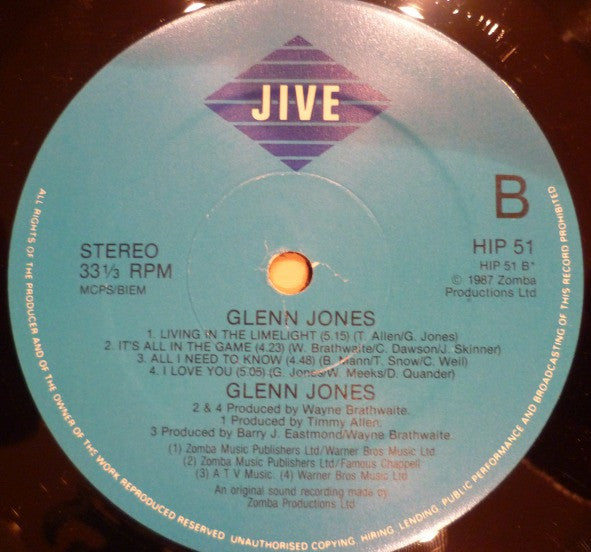 JIVE
B
STEREO
33⅓ RPM
MCPS/BIEM
HIP 51
HIP 51 B*
© 1987 Zomba
Productions Ltd
GLENN JONES
1. LIVING IN THE LIMELIGHT (5.15) (T. Allen/G. Jones)
2. IT'S ALL IN THE GAME (4.23) (W. Brathwaite/C. Dawson/J. Skinner)
3. ALL I NEED TO KNOW (4.48) (B. Mann/T. Snow/C. Weil)
4. I LOVE YOU (5.05) (G. Jones/W. Meeks/D. Quander)
GLENN JONES
2 & 4 Produced by Wayne Brathwaite.
1 Produced by Timmy Allen.
3 Produced by Barry J. Eastmond/Wayne Brathwaite.
(1) Zomba Music Publishers Ltd/Warner Bros Music Ltd
(2) Zomba Music Publishers Ltd/Famous Chappell
(3) A T V Music. (4) Warner Bros Music Ltd
An original sound recording made by
Zomba Productions Ltd
ALL RIGHTS OF THE PRODUCER AND OF THE OWNER OF THE WORK REPRODUCED RESERVED UNAUTHORISED COPYING, HIRING, LENDING, PUBLIC PERFORMANCE AND BROADCASTING OF THIS RECORD PROHIBITED